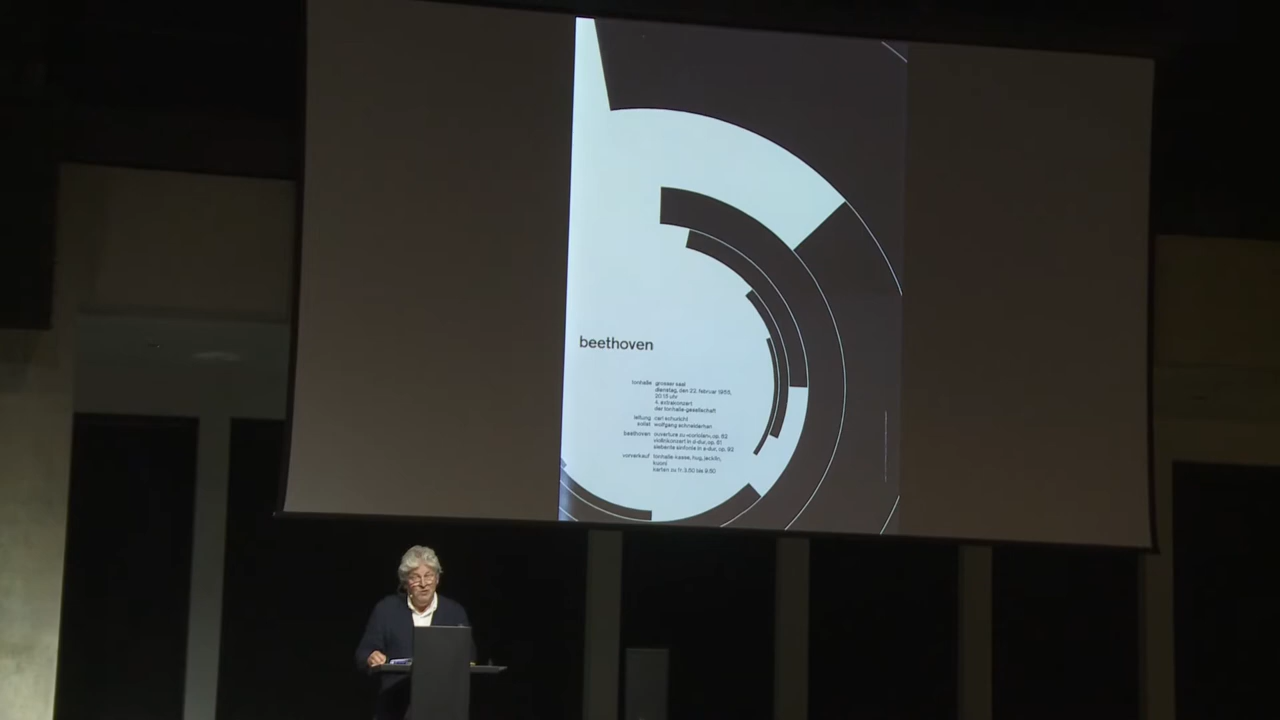 beethoven
tonhalle grosser saal
dienstag, den 22. februar 1955,
20.15 uhr
4. extrakonzert
der tonhalle-gesellschaft
leitung carl schuricht
solist wolfgang schneiderhan
beethoven ouverture zu «coriolan», op. 62
violinkonzert in d-dur, op. 61
siebente sinfonie in a-dur, op. 92
vorverkauf tonhalle-kasse, hug, jecklin,
kuoni
karten zu fr. 3.50 bis 9.50